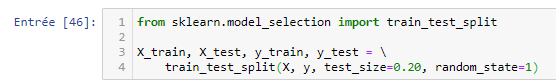 Entrée [46]:
1 from sklearn.model_selection import train_test_split
2
3 X_train, X_test, y_train, y_test = \
4     train_test_split(X, y, test_size=0.20, random_state=1)